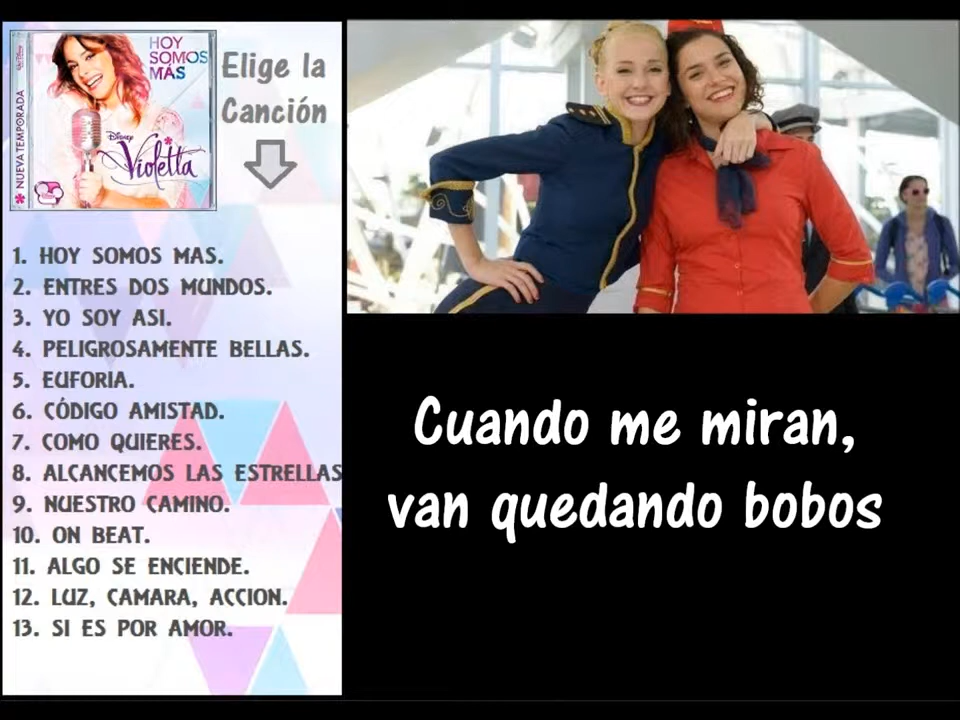 HOY
SOMOS
MÁS
NUEVA TEMPORADA
Disney
Violetta
Elige la
Canción
1. HOY SOMOS MAS.
2. ENTRES DOS MUNDOS.
3. YO SOY ASI.
4. PELIGROSAMENTE BELLAS.
5. EUFORIA.
6. CÓDIGO AMISTAD.
7. COMO QUIERES.
8. ALCANCEMOS LAS ESTRELLAS
9. NUESTRO CAMINO.
10. ON BEAT.
11. ALGO SE ENCIENDE.
12. LUZ, CAMARA, ACCION.
13. SI ES POR AMOR.
Cuando me miran,
van quedando bobos